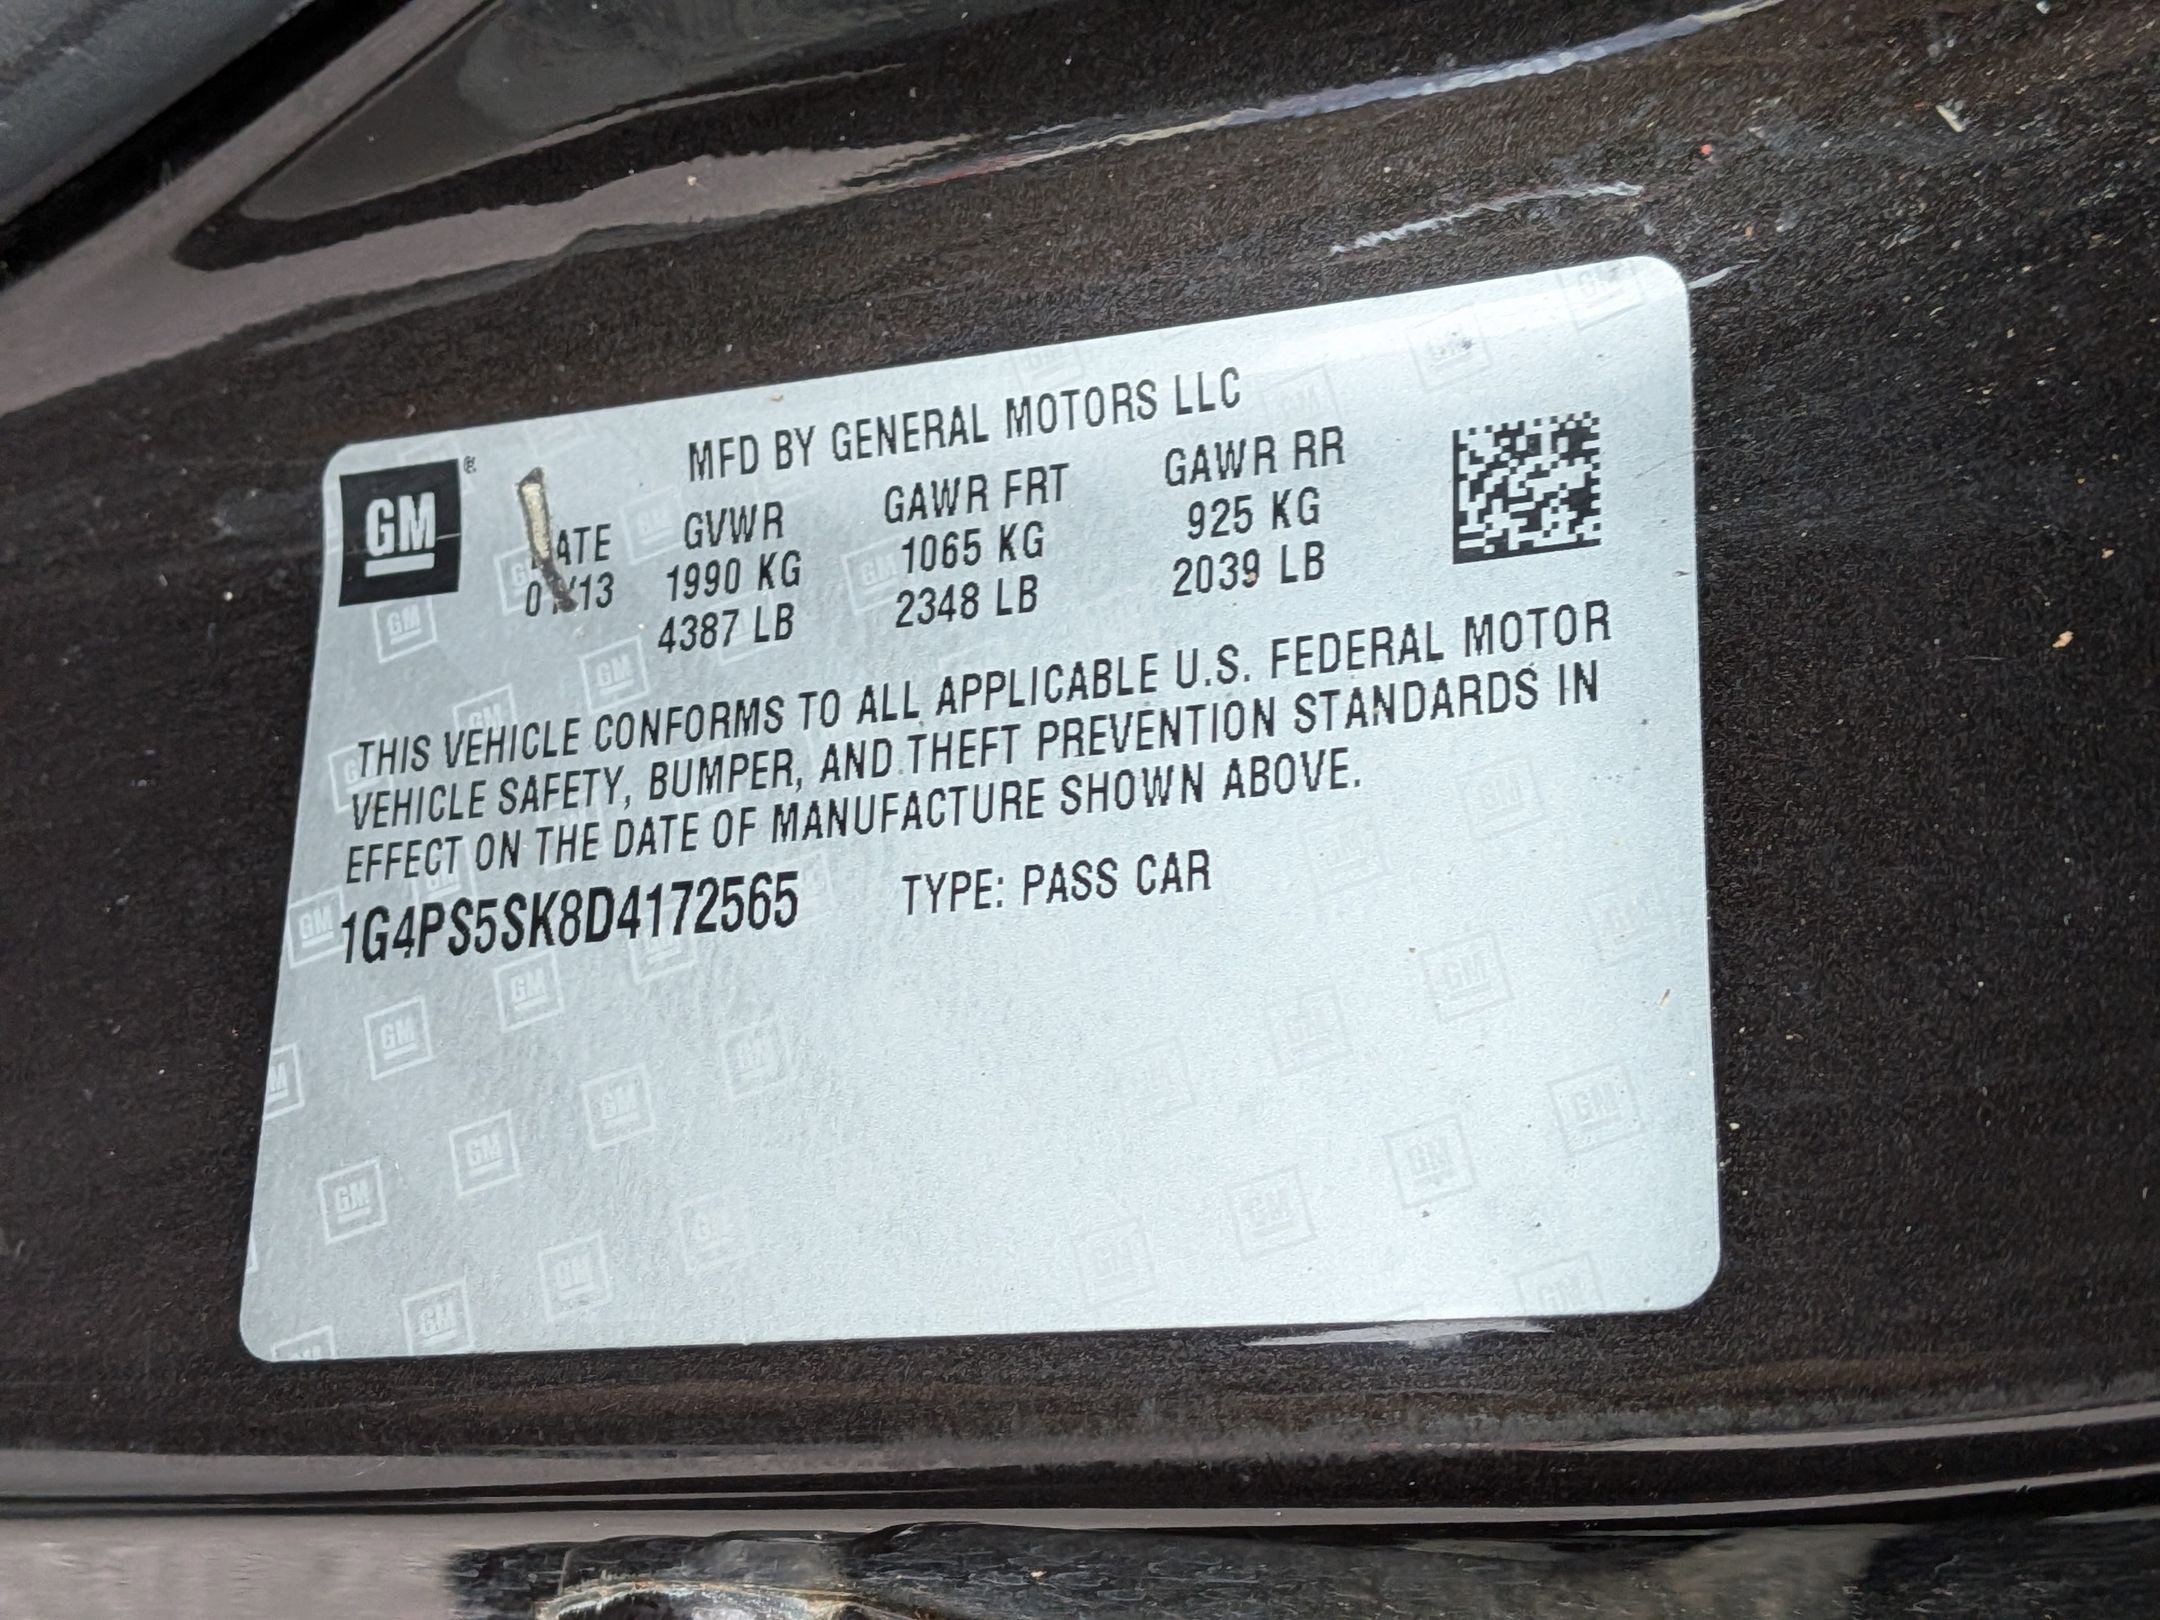 MFD BY GENERAL MOTORS LLC
GM ®
GVWR GAWR FRT GAWR RR
1990 KG 1065 KG 925 KG
4387 LB 2348 LB 2039 LB
THIS VEHICLE CONFORMS TO ALL APPLICABLE U.S. FEDERAL MOTOR
VEHICLE SAFETY, BUMPER, AND THEFT PREVENTION STANDARDS IN
EFFECT ON THE DATE OF MANUFACTURE SHOWN ABOVE.
1G4PS5SK8D4172565 TYPE: PASS CAR